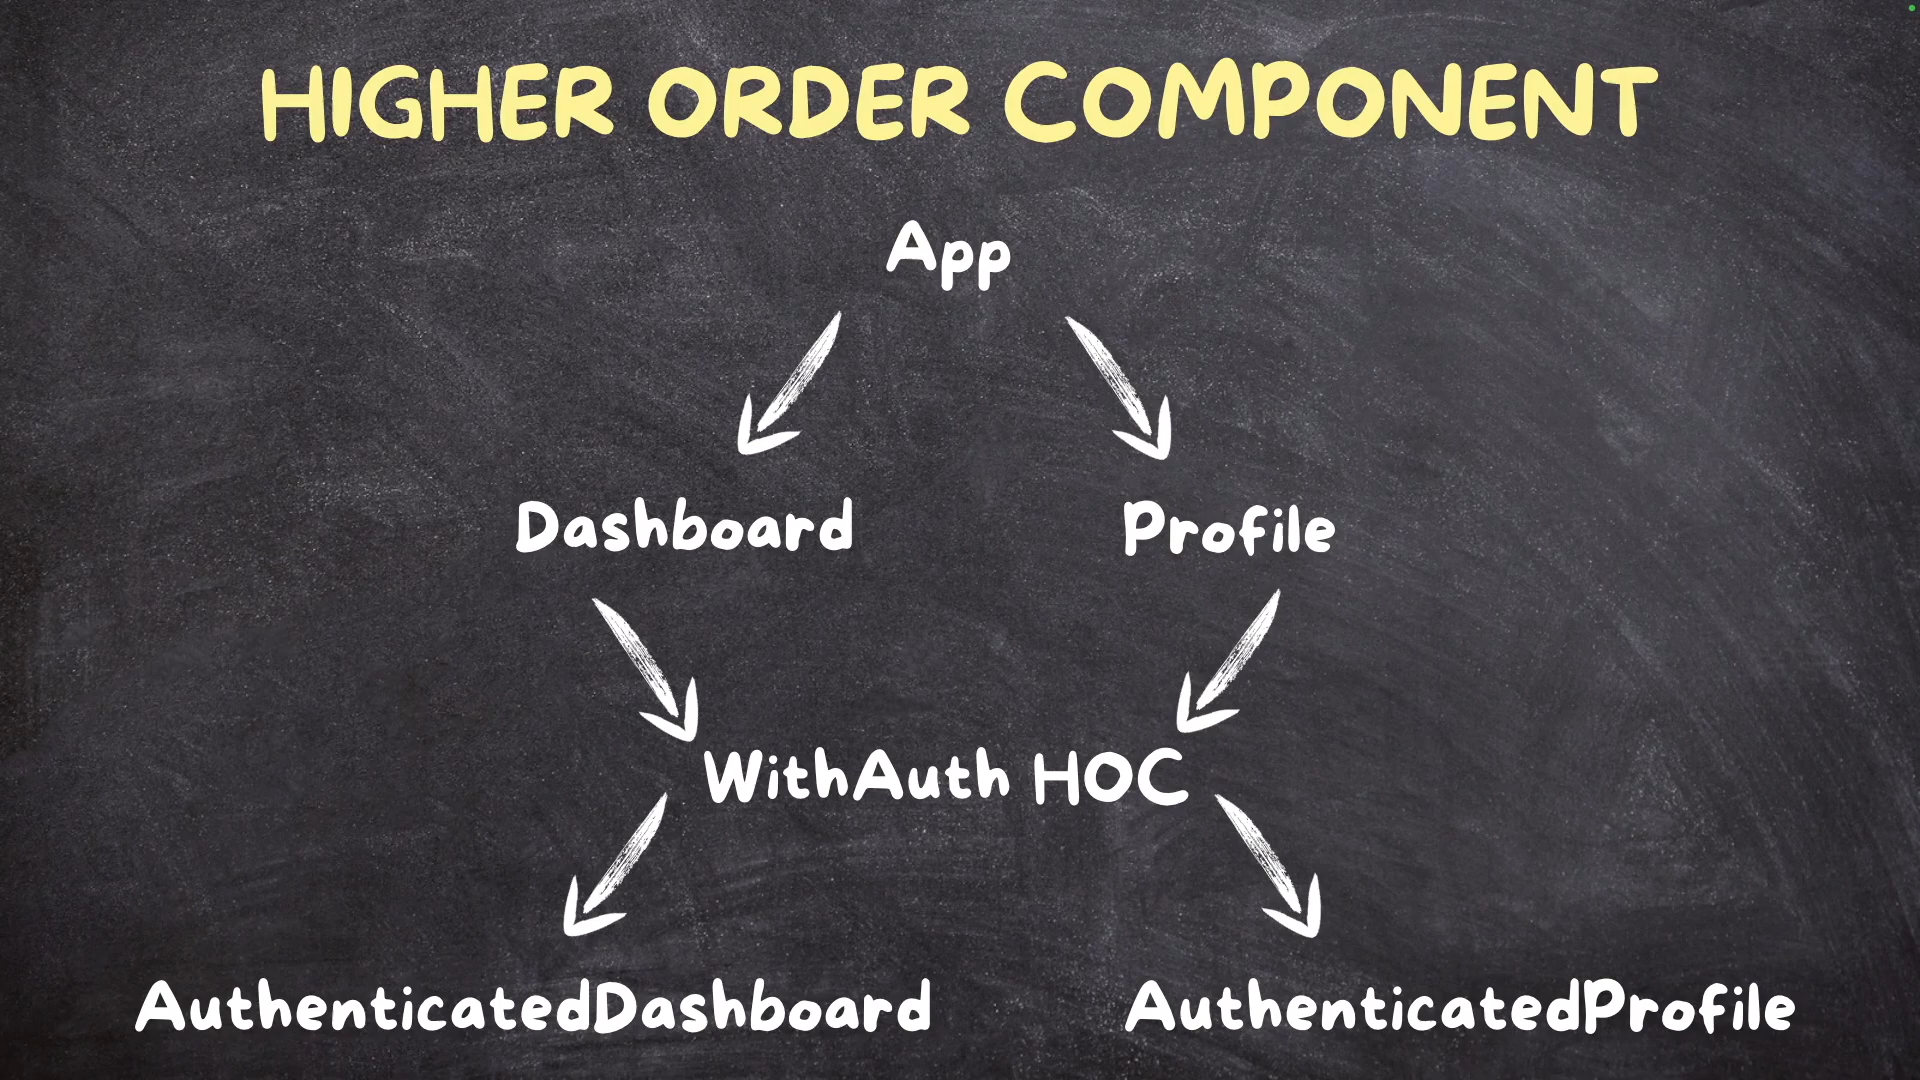 HIGHER ORDER COMPONENT
App
Dashboard
Profile
WithAuth HOC
AuthenticatedDashboard
AuthenticatedProfile